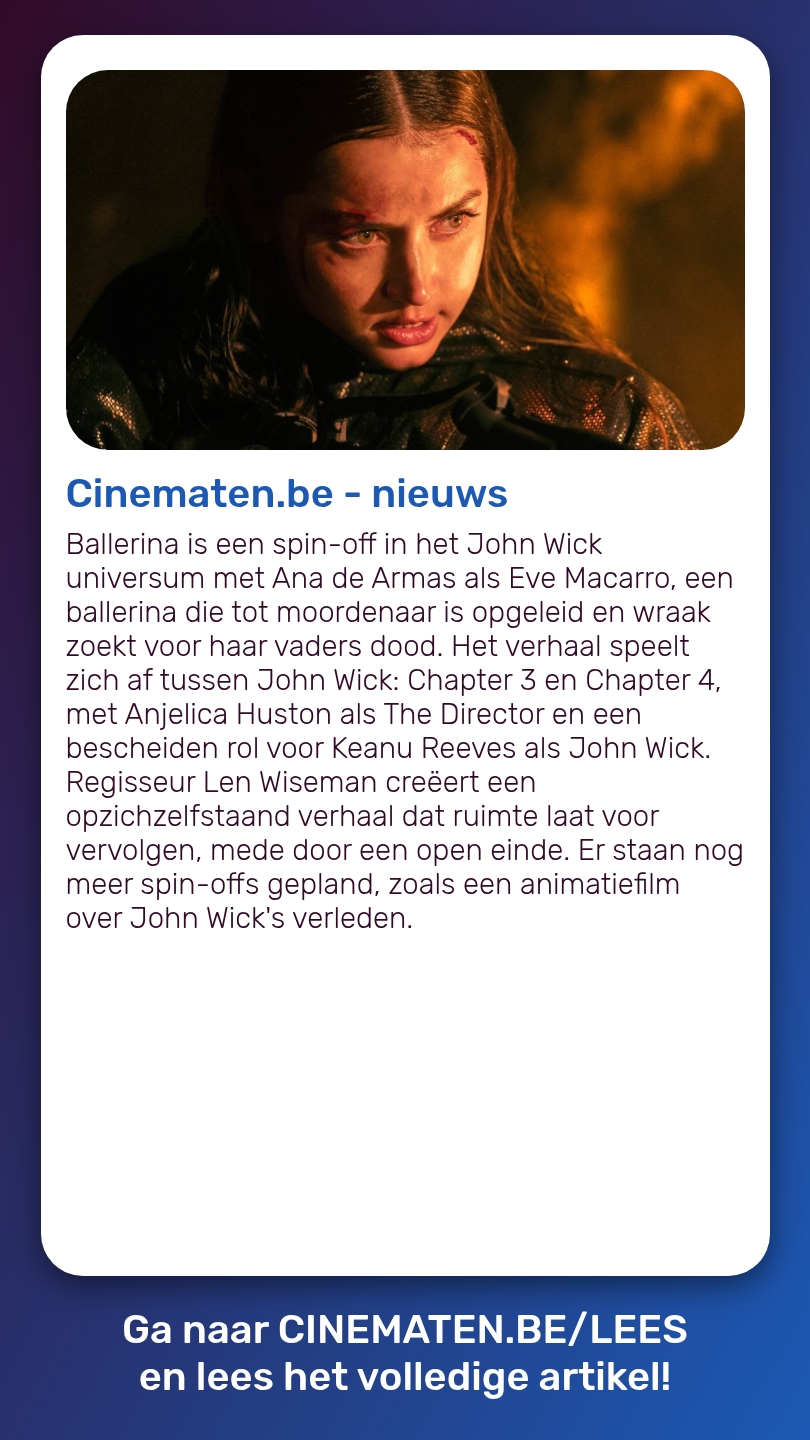 Cinematen.be - nieuws
Ballerina is een spin-off in het John Wick
universum met Ana de Armas als Eve Macarro, een
ballerina die tot moordenaar is opgeleid en wraak
zoekt voor haar vaders dood. Het verhaal speelt
zich af tussen John Wick: Chapter 3 en Chapter 4,
met Anjelica Huston als The Director en een
bescheiden rol voor Keanu Reeves als John Wick.
Regisseur Len Wiseman creëert een
opzichzelfstaand verhaal dat ruimte laat voor
vervolgen, mede door een open einde. Er staan nog
meer spin-offs gepland, zoals een animatiefilm
over John Wick's verleden.
Ga naar CINEMATEN.BE/LEES
en lees het volledige artikel!